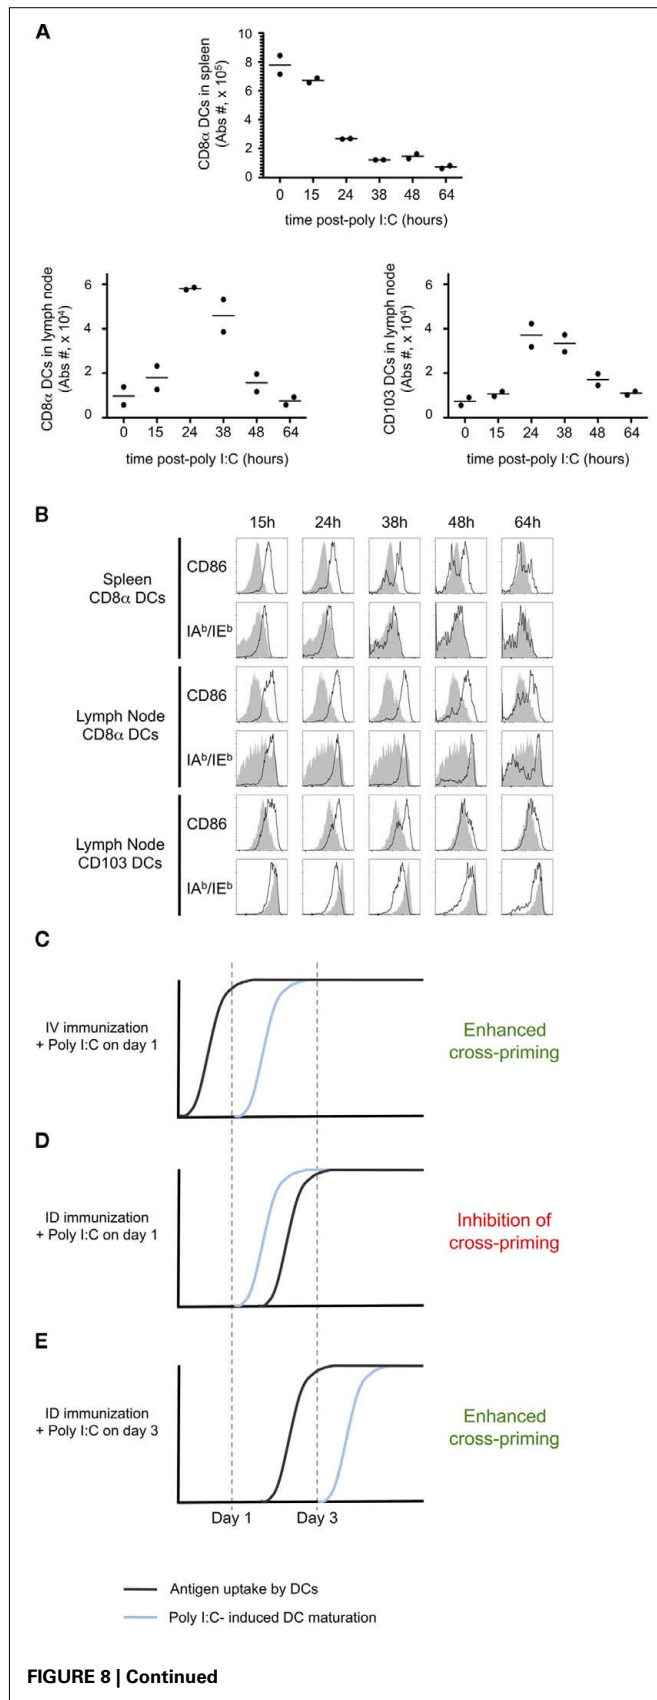 A
CD8α DCs in spleen
(Abs #, x 10⁵)
10
8
6
4
2
0
0 15 24 38 48 64
time post-poly I:C (hours)
CD8α DCs in lymph node
(Abs #, x 10⁴)
6
4
2
0
0 15 24 38 48 64
time post-poly I:C (hours)
CD103 DCs in lymph node
(Abs #, x 10⁴)
6
4
2
0
0 15 24 38 48 64
time post-poly I:C (hours)
B
15h 24h 38h 48h 64h
Spleen
CD8α DCs
CD86
IAᵇ/IEᵇ
Lymph Node
CD8α DCs
CD86
IAᵇ/IEᵇ
Lymph Node
CD103 DCs
CD86
IAᵇ/IEᵇ
C
IV immunization
+ Poly I:C on day 1
Enhanced
cross-priming
D
ID immunization
+ Poly I:C on day 1
Inhibition of
cross-priming
E
ID immunization
+ Poly I:C on day 3
Enhanced
cross-priming
Day 1 Day 3
Antigen uptake by DCs
Poly I:C- induced DC maturation
FIGURE 8 | Continued